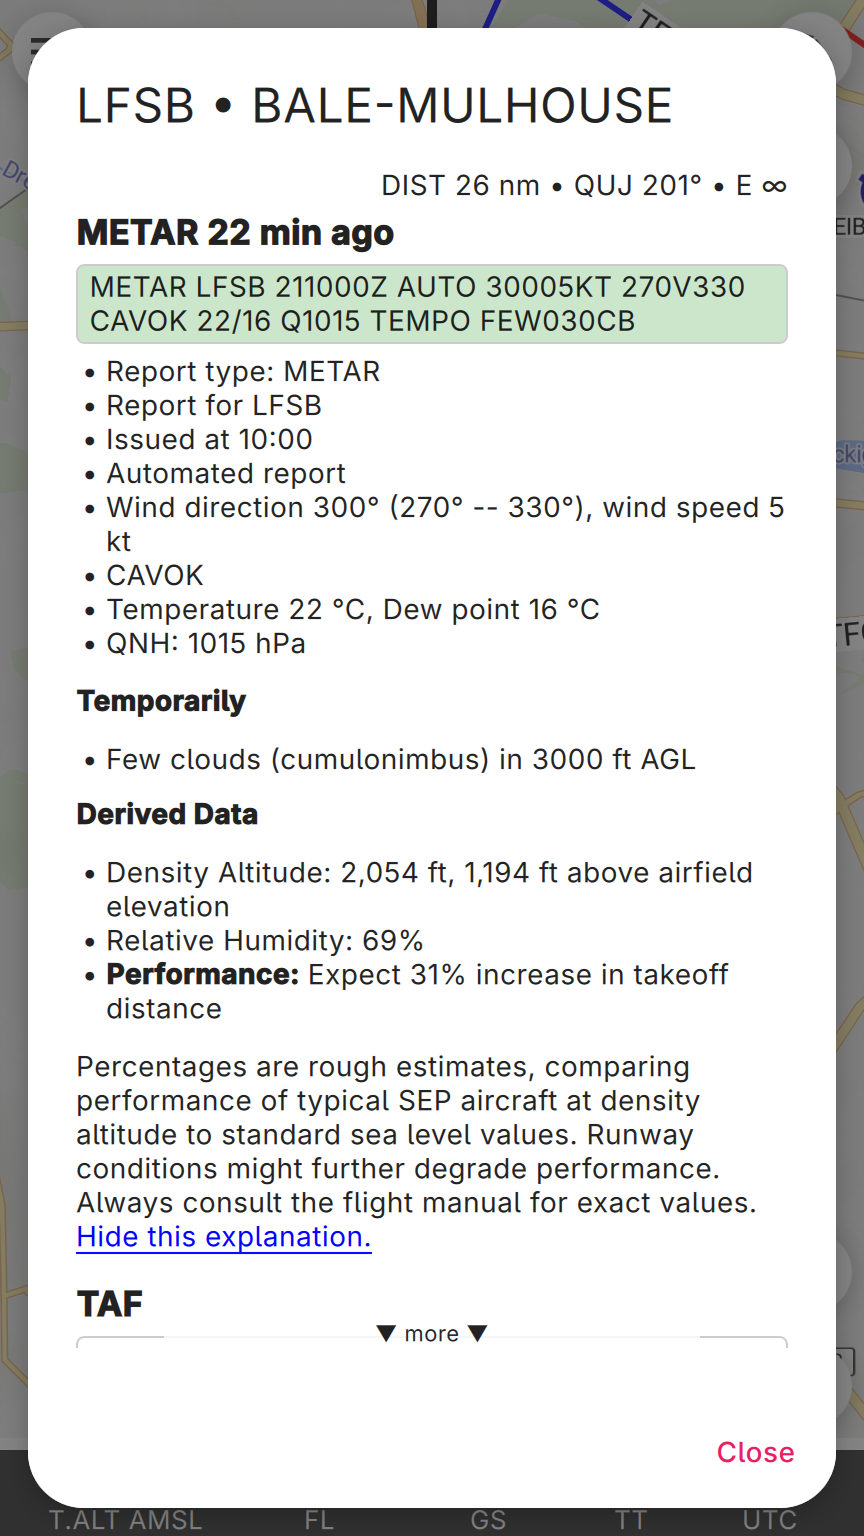 LFSB • BALE-MULHOUSE
DIST 26 nm • QUJ 201° • E ∞
METAR 22 min ago
METAR LFSB 211000Z AUTO 30005KT 270V330
CAVOK 22/16 Q1015 TEMPO FEW030CB
• Report type: METAR
• Report for LFSB
• Issued at 10:00
• Automated report
• Wind direction 300° (270° -- 330°), wind speed 5
kt
• CAVOK
• Temperature 22 °C, Dew point 16 °C
• QNH: 1015 hPa
Temporarily
• Few clouds (cumulonimbus) in 3000 ft AGL
Derived Data
• Density Altitude: 2,054 ft, 1,194 ft above airfield
elevation
• Relative Humidity: 69%
• Performance: Expect 31% increase in takeoff
distance
Percentages are rough estimates, comparing
performance of typical SEP aircraft at density
altitude to standard sea level values. Runway
conditions might further degrade performance.
Always consult the flight manual for exact values.
Hide this explanation.
TAF
▼ more ▼
Close
T.ALT AMSL FL GS TT UTC